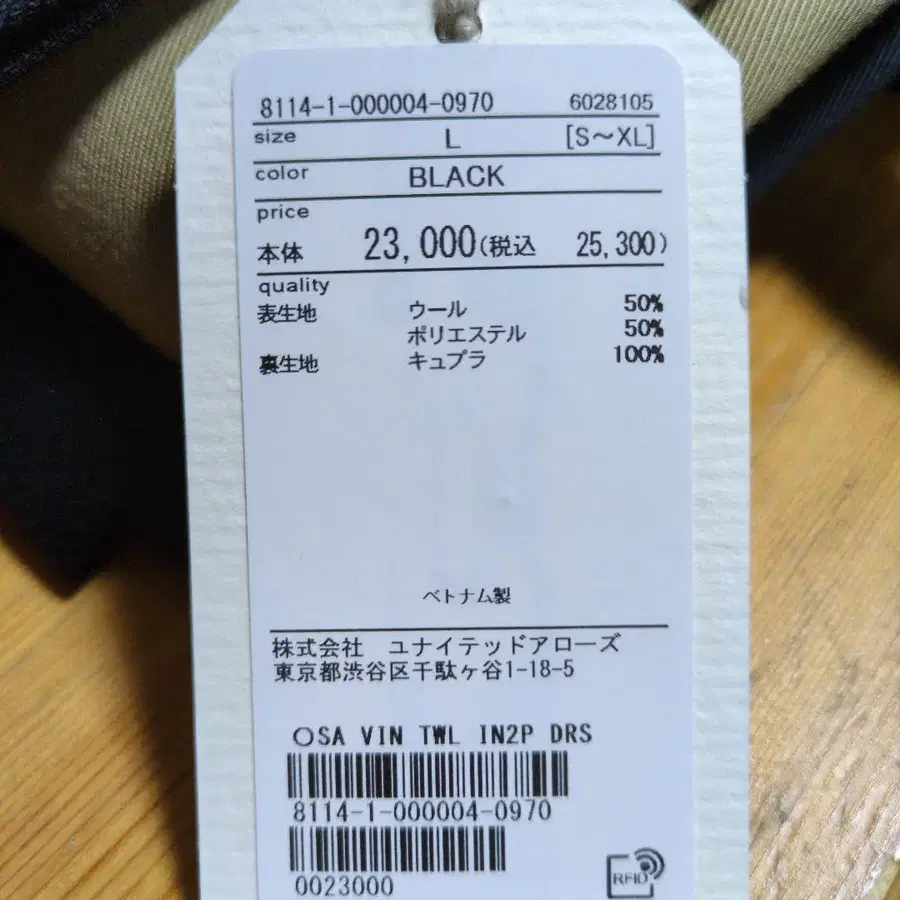 8114-1-000004-0970 6028105
size L [S～XL]
color BLACK
price
本体 23,000(税込 25,300)
quality
表生地 ウール 50%
ポリエステル 50%
裏生地 キュプラ 100%
ベトナム製
株式会社 ユナイテッドアローズ
東京都渋谷区千駄ヶ谷1-18-5
○SA VIN TWL IN2P DRS
8114-1-000004-0970
0023000
RFID